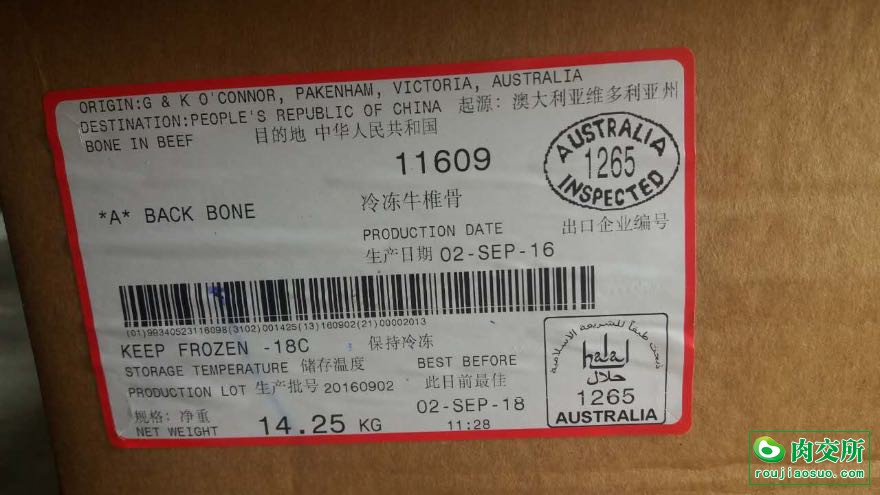 ORIGIN:G & K O'CONNOR, PAKENHAM, VICTORIA, AUSTRALIA
起源: 澳大利亚维多利亚州
DESTINATION:PEOPLE'S REPUBLIC OF CHINA
目的地 中华人民共和国
BONE IN BEEF
11609
AUSTRALIA
1265
INSPECTED
*A* BACK BONE
冷冻牛椎骨
出口企业编号
PRODUCTION DATE
生产日期 02-SEP-16
(01)99340523116098(3102)001425(13)160902(21)00002013
KEEP FROZEN -18C 保持冷冻
STORAGE TEMPERATURE 储存温度
PRODUCTION LOT 生产批号 20160902
BEST BEFORE
此日前最佳
02-SEP-18
11:28
规格: 净重
NET WEIGHT 14.25 KG
ذبحت طبقاً للشريعة الإسلامية
halal
حلال
1265
AUSTRALIA
肉交所
roujiaosuo.com